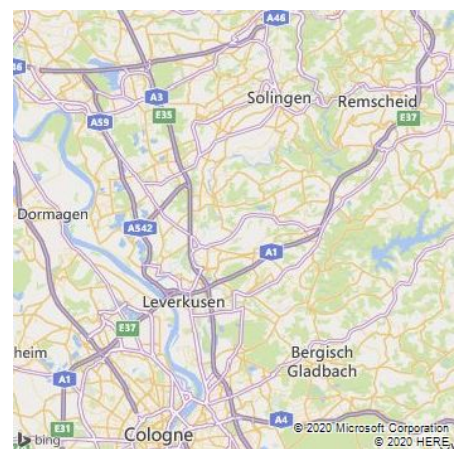 A46
46
A3
Solingen
Remscheid
A59
E35
E37
Dormagen
A542
A1
Leverkusen
E37
heim
Bergisch
Gladbach
A1
E31
A4
© 2020 Microsoft Corporation
© 2020 HERE
bing
Cologne